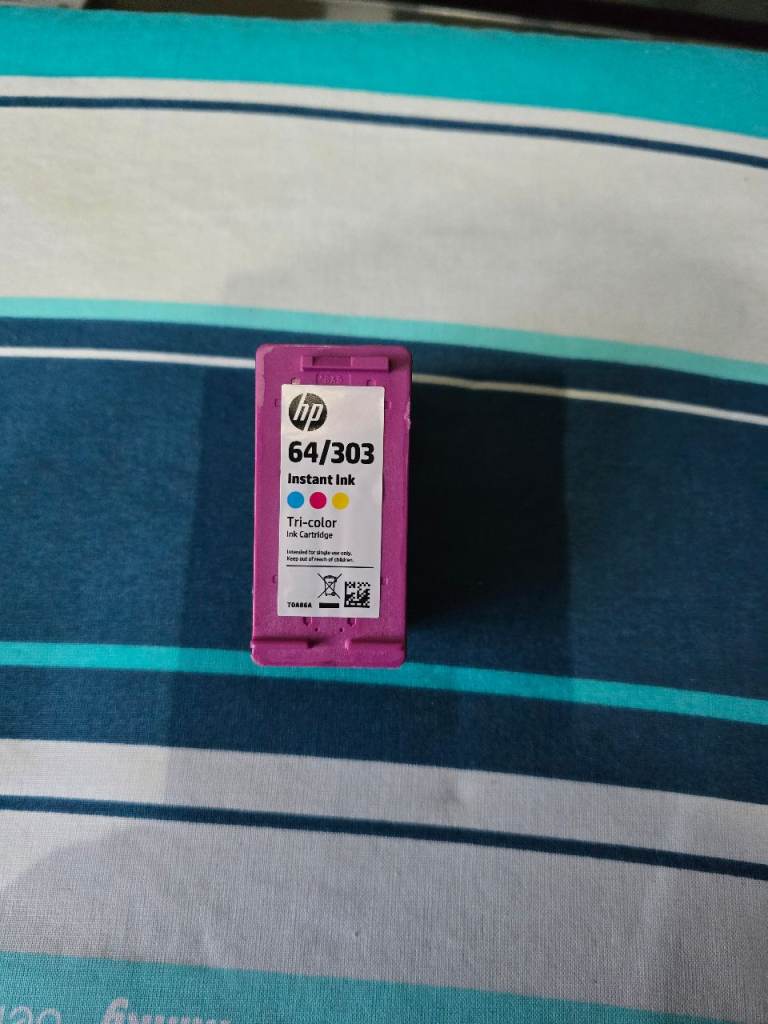 hp
64/303
Instant Ink
Tri-color
Ink Cartridge
Intended for single use only.
Keep out of reach of children.
T0A86A